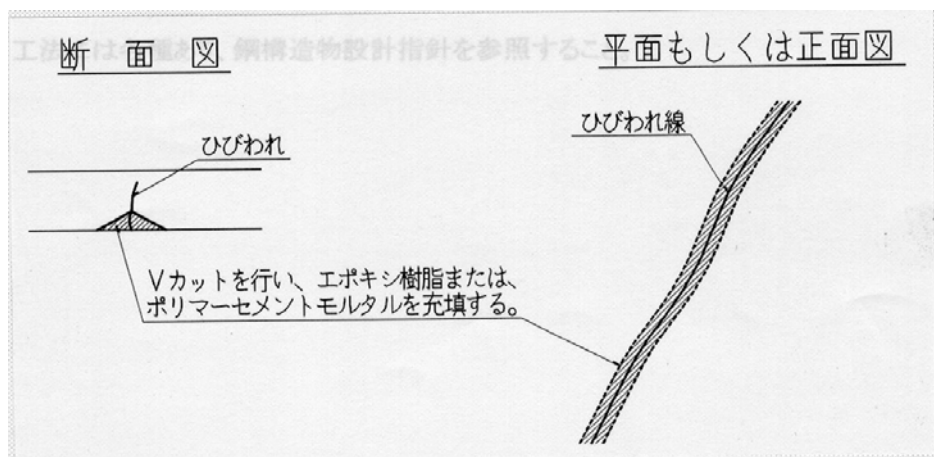 断面図
平面もしくは正面図
ひびわれ
ひびわれ線
Vカットを行い、エポキシ樹脂または、
ポリマーセメントモルタルを充填する。
工法 は 種 鋼構造物設計指針を参照すること。